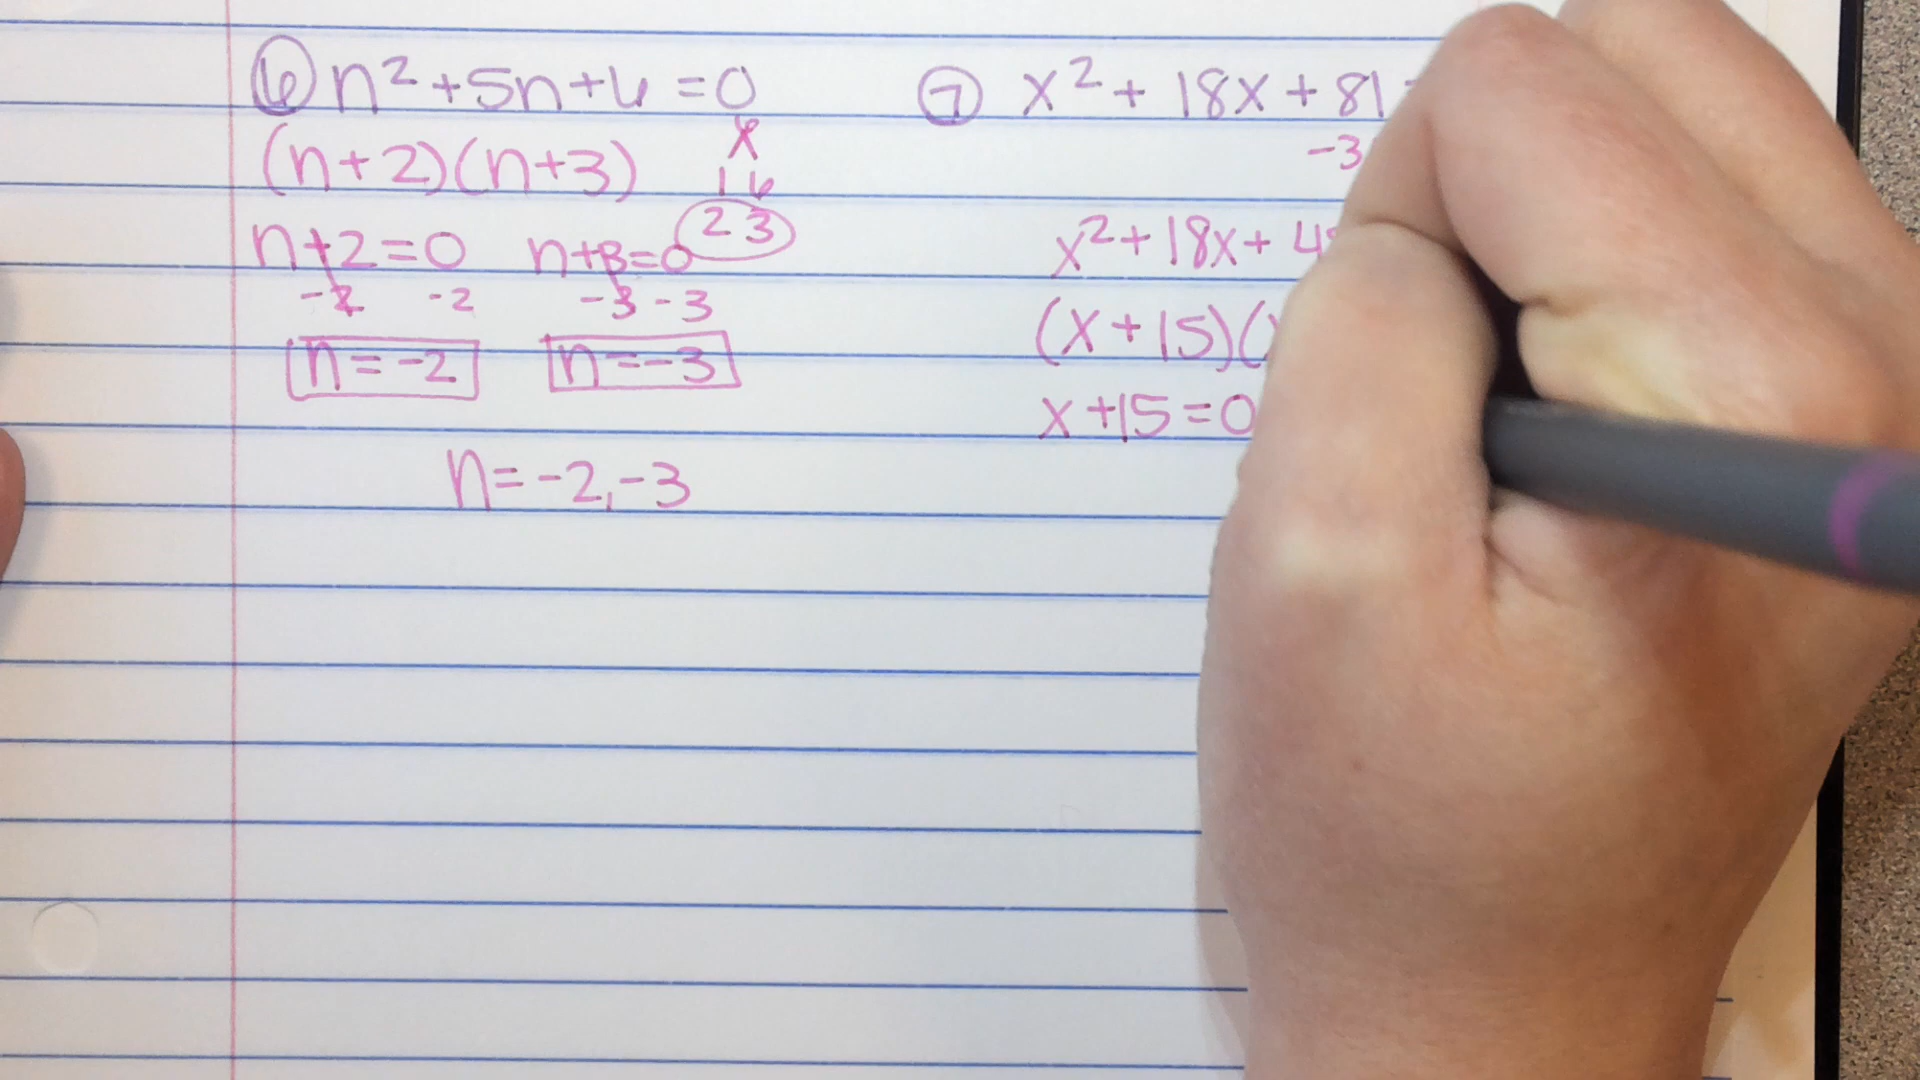 ⑥ n² + 5n + 6 = 0
6
(n + 2)(n + 3)
1 6
2 3
n + 2 = 0 n + 3 = 0
-2 -2 -3 -3
n = -2 n = -3
n = -2, -3
⑦ x² + 18x + 81
-3
x² + 18x + 4
(x + 15)(
x + 15 = 0